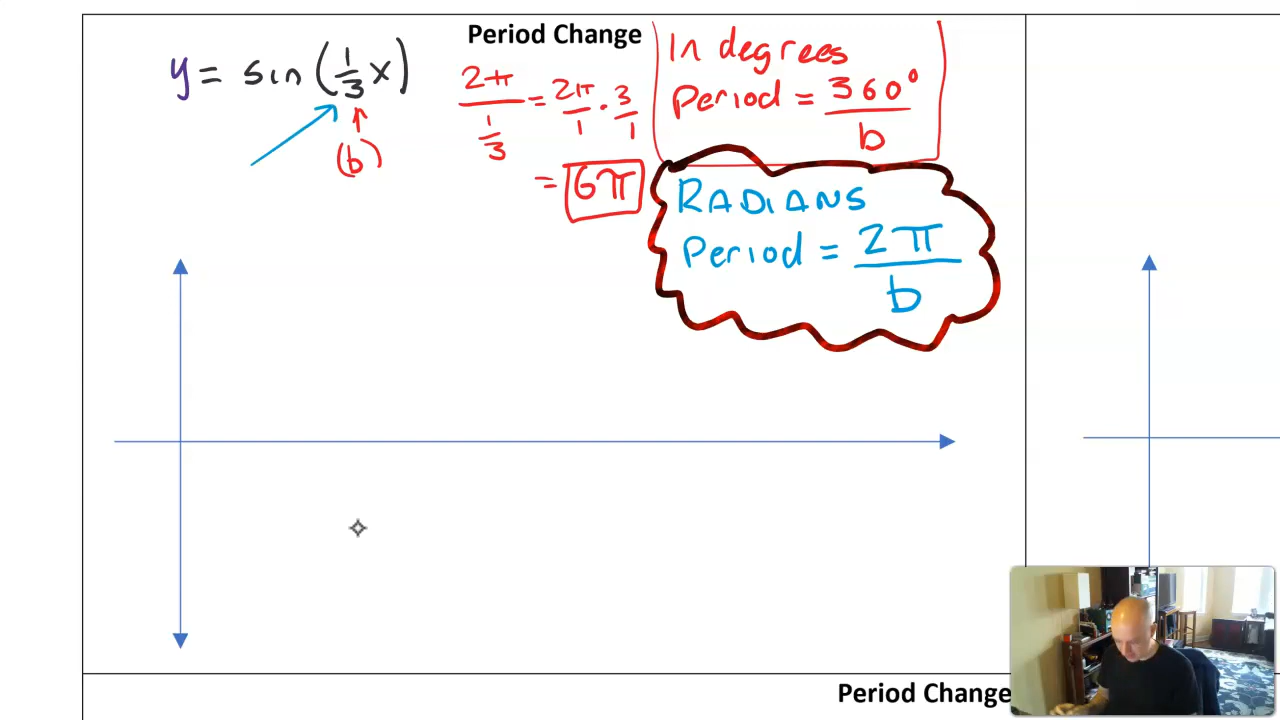 Period Change
y = sin (1/3 x)
(b)
2π / (1/3) = 2π/1 · 3/1
= 6π
In degrees
Period = 360° / b
RADIANS
Period = 2π / b
Period Change